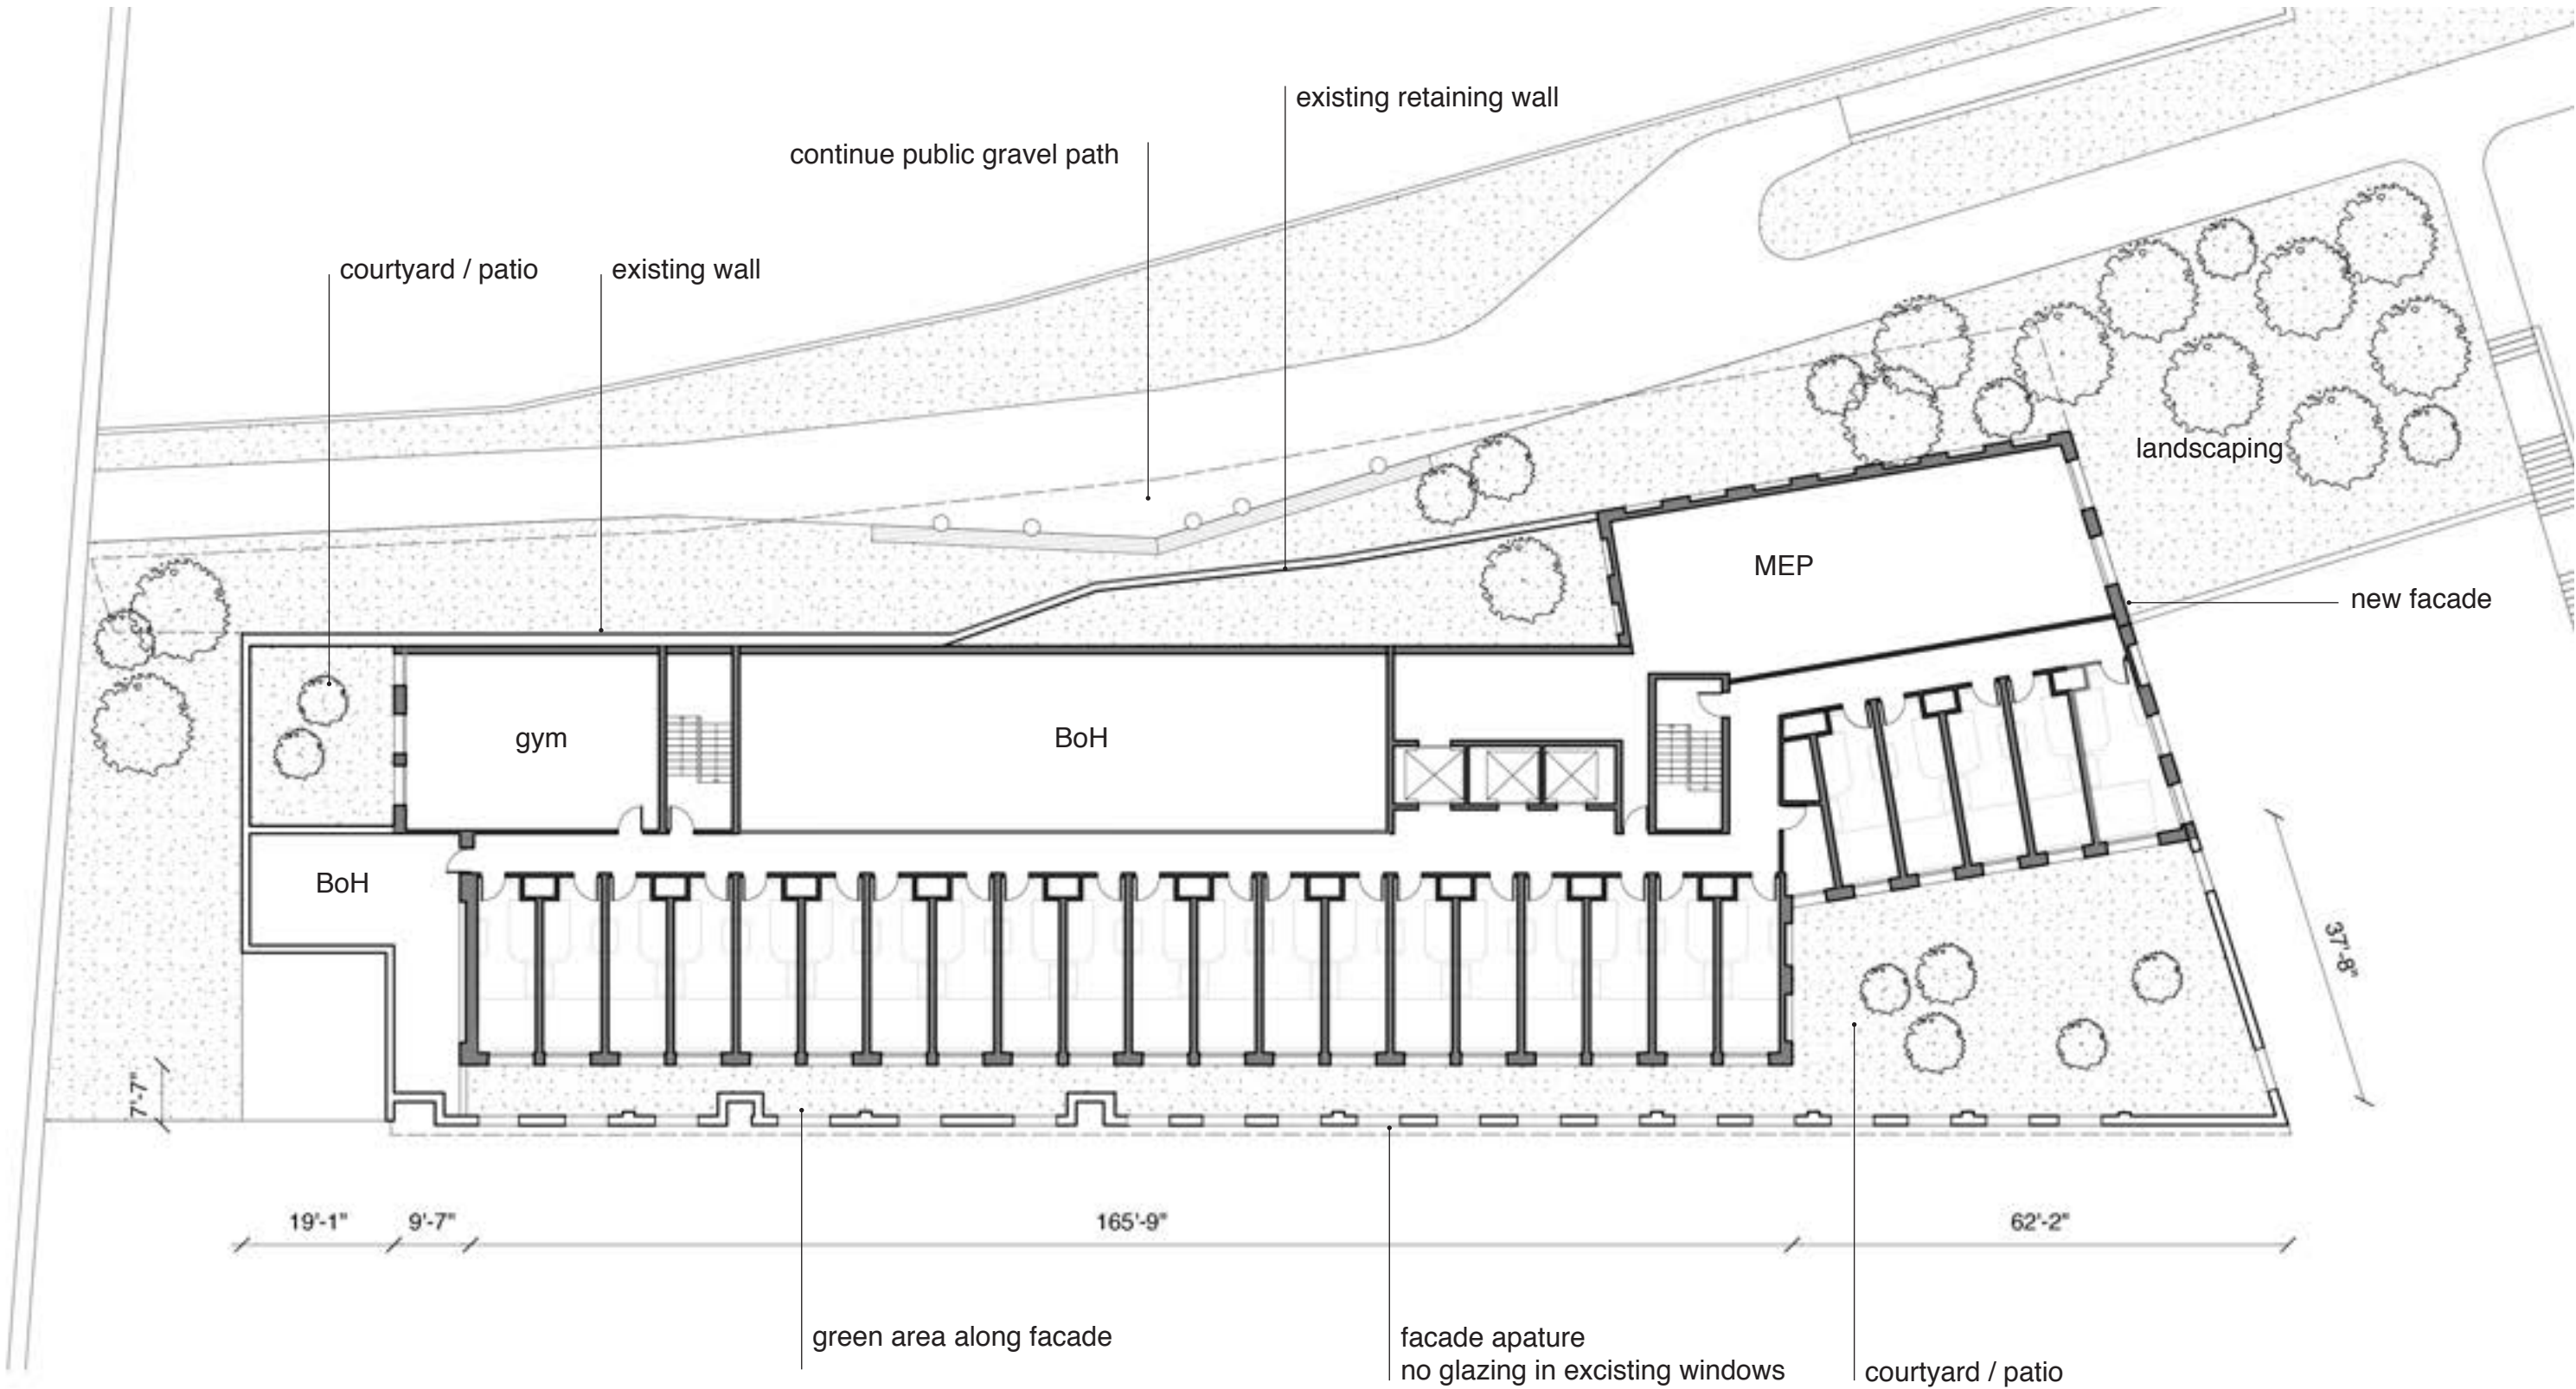 existing retaining wall
continue public gravel path
courtyard / patio
existing wall
landscaping
MEP
new facade
gym
BoH
BoH
37'-8"
7'-7"
19'-1"
9'-7"
165'-9"
62'-2"
green area along facade
facade apature
no glazing in excisting windows
courtyard / patio